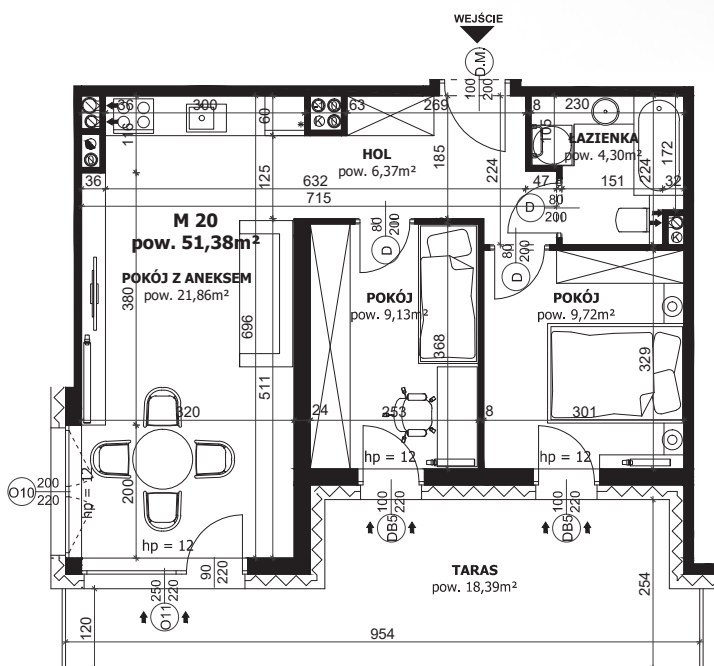 WEJŚCIE
D.M.
100
200
36
300
60
63
269
8
230
116
125
185
224
105
ŁAZIENKA
pow. 4,30m²
224
172
HOL
pow. 6,37m²
36
632
47
8
151
32
715
80
200
D
M 20
pow. 51,38m²
80
200
D
80
200
D
POKÓJ Z ANEKSEM
pow. 21,86m²
380
696
POKÓJ
pow. 9,13m²
POKÓJ
pow. 9,72m²
368
329
511
320
24
253
8
301
hp = 12
hp = 12
O10
200
220
hp = 12
200
hp = 12
100
220
DB5
100
220
DB5
90
220
250
220
O11
TARAS
pow. 18,39m²
254
120
954